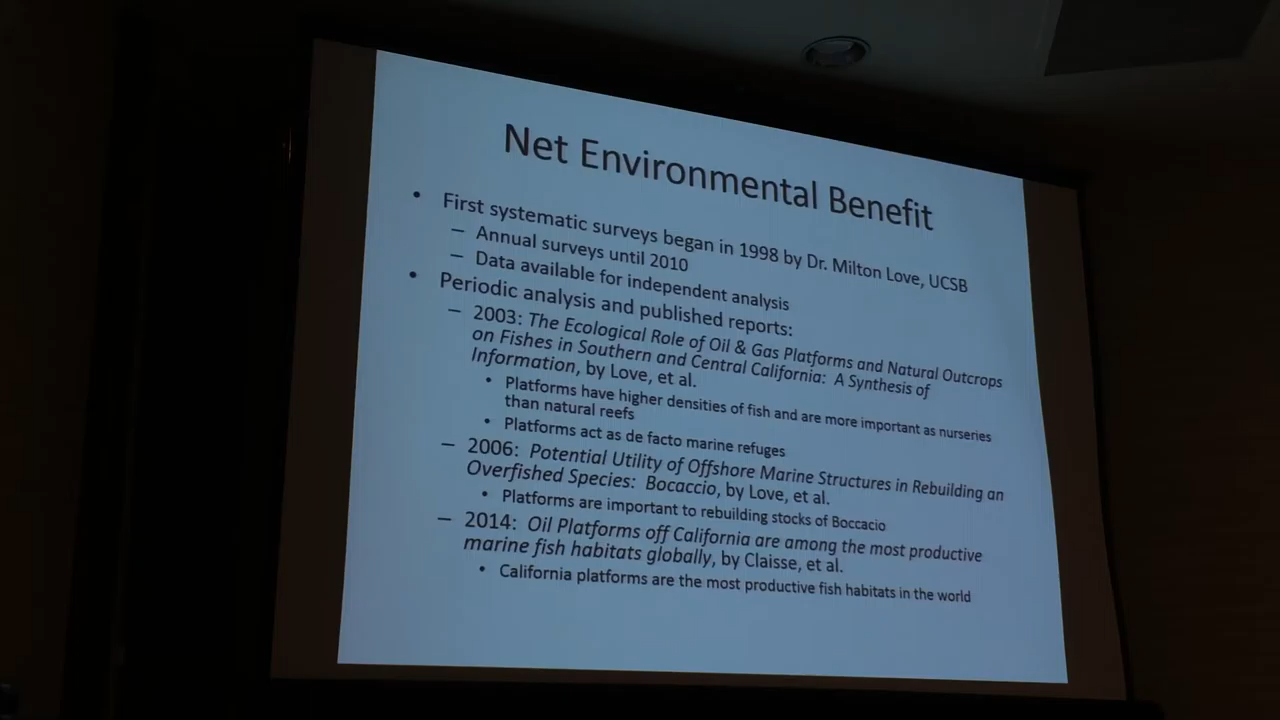 Net Environmental Benefit
• First systematic surveys began in 1998 by Dr. Milton Love, UCSB
– Annual surveys until 2010
– Data available for independent analysis
• Periodic analysis and published reports:
– 2003: The Ecological Role of Oil & Gas Platforms and Natural Outcrops
on Fishes in Southern and Central California: A Synthesis of
Information, by Love, et al.
• Platforms have higher densities of fish and are more important as nurseries
than natural reefs
• Platforms act as de facto marine refuges
– 2006: Potential Utility of Offshore Marine Structures in Rebuilding an
Overfished Species: Bocaccio, by Love, et al.
• Platforms are important to rebuilding stocks of Boccacio
– 2014: Oil Platforms off California are among the most productive
marine fish habitats globally, by Claisse, et al.
• California platforms are the most productive fish habitats in the world